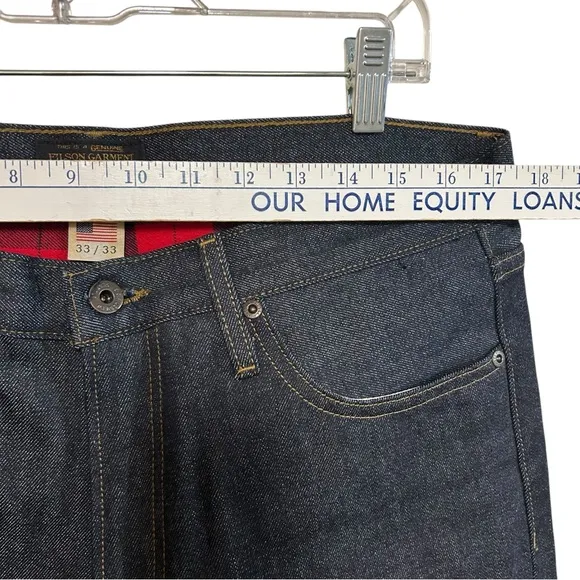 THIS IS A GENUINE
FILSON GARMENT
8 9 10 11 12 13 14 15 16 17 18
OUR HOME EQUITY LOANS
33 / 33